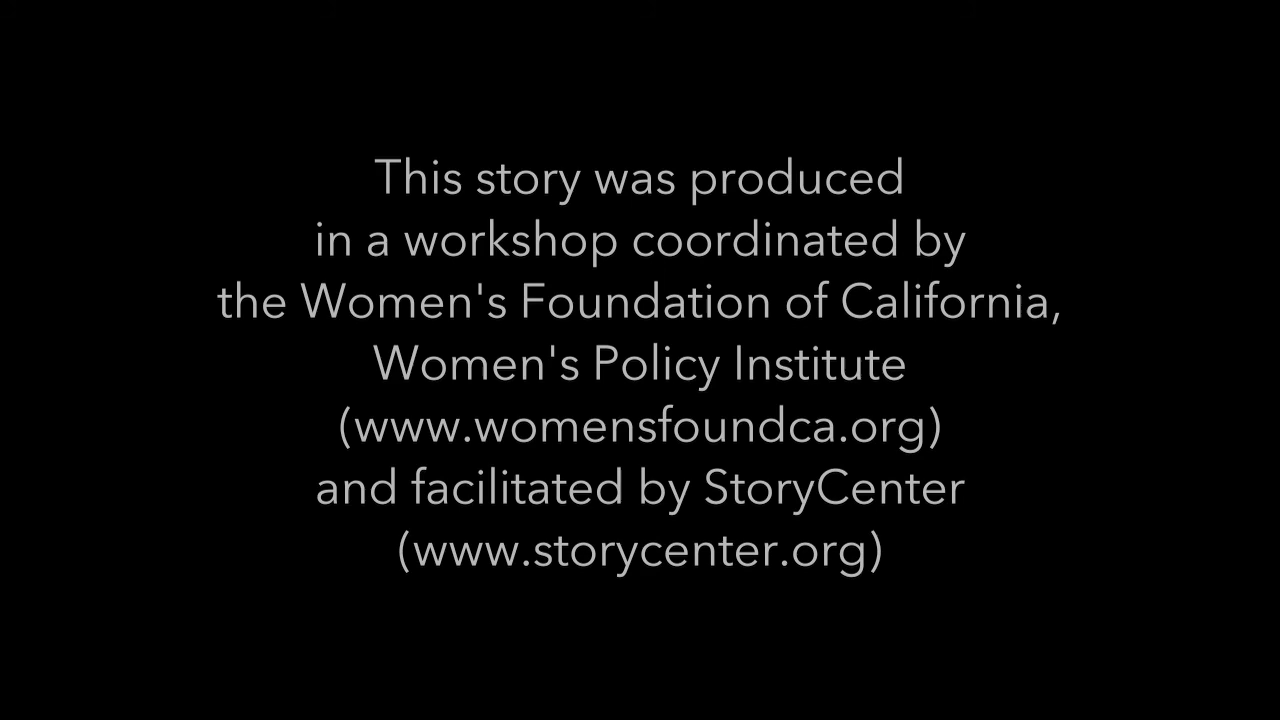 This story was produced
in a workshop coordinated by
the Women's Foundation of California,
Women's Policy Institute
(www.womensfoundca.org)
and facilitated by StoryCenter
(www.storycenter.org)